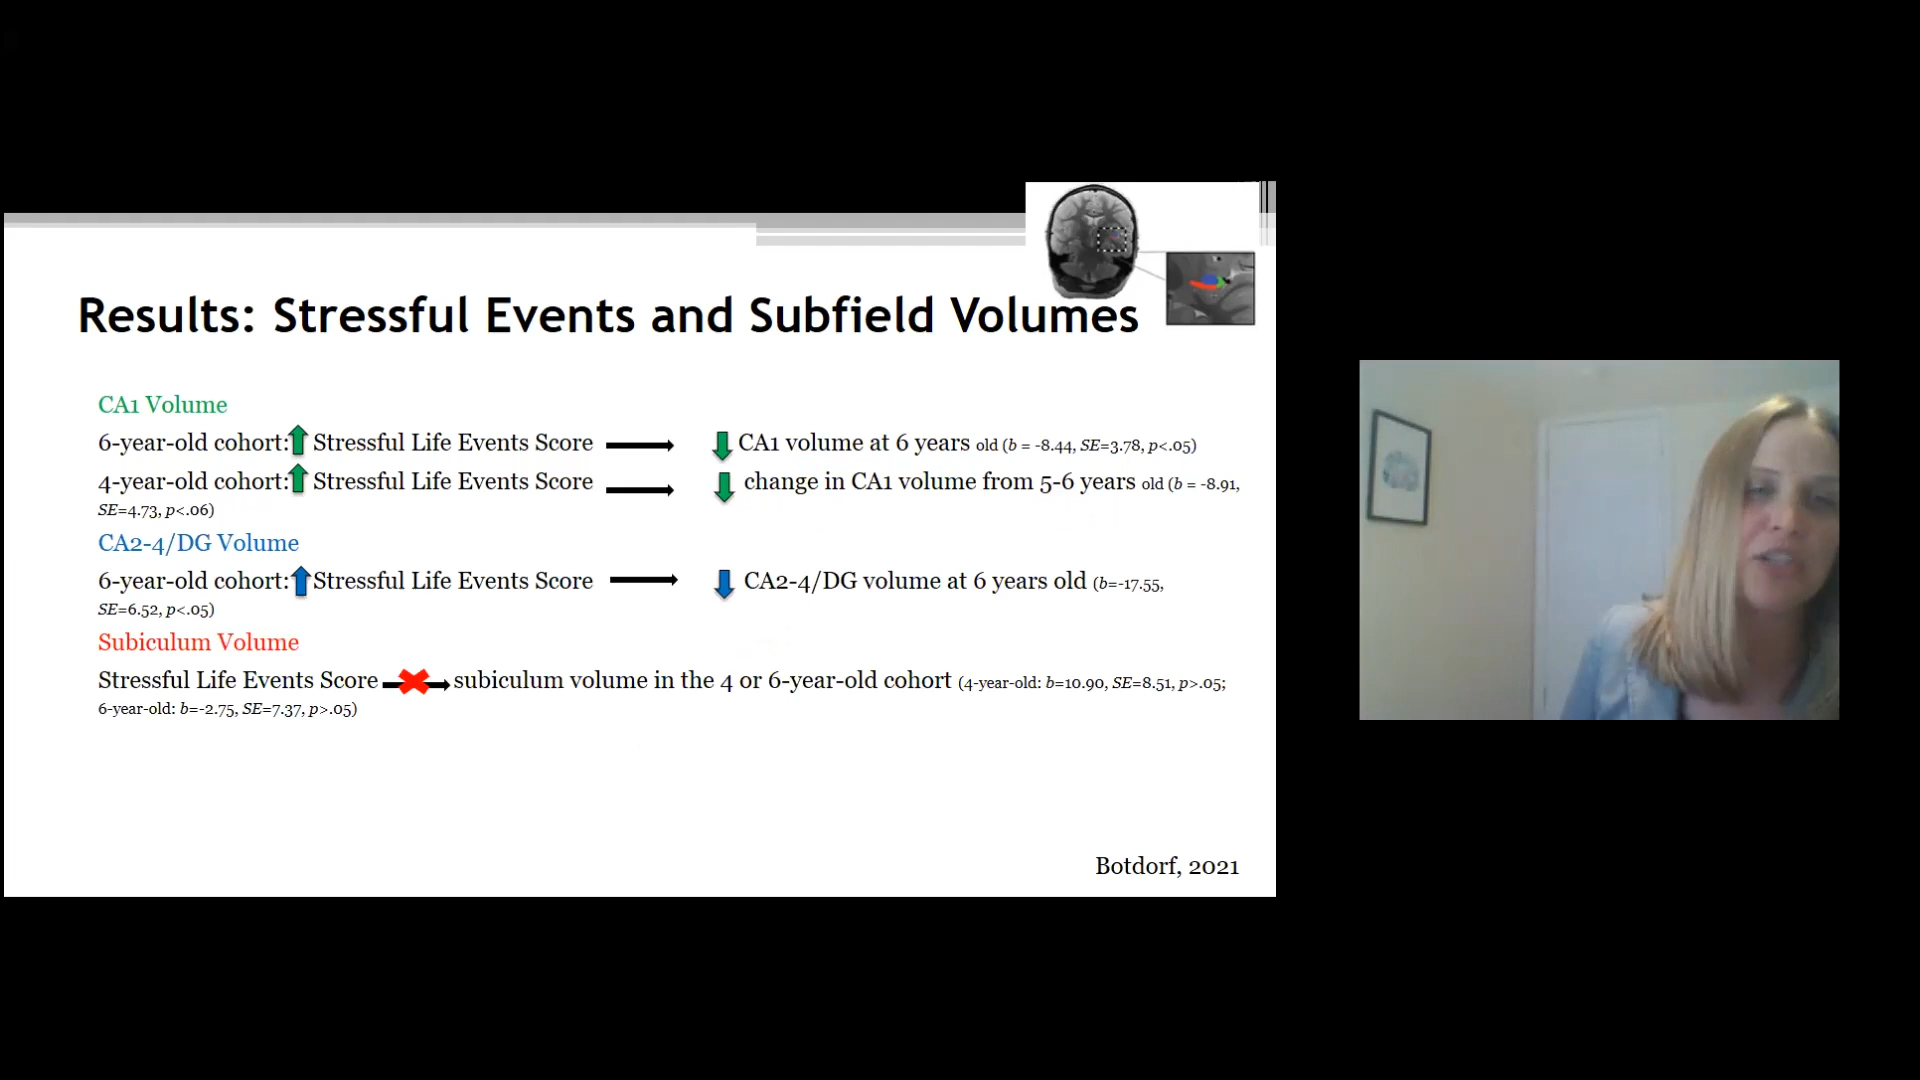 Results: Stressful Events and Subfield Volumes
CA1 Volume
6-year-old cohort: Stressful Life Events Score CA1 volume at 6 years old (b = -8.44, SE=3.78, p<.05)
4-year-old cohort: Stressful Life Events Score change in CA1 volume from 5-6 years old (b = -8.91,
SE=4.73, p<.06)
CA2-4/DG Volume
6-year-old cohort: Stressful Life Events Score CA2-4/DG volume at 6 years old (b=-17.55,
SE=6.52, p<.05)
Subiculum Volume
Stressful Life Events Score subiculum volume in the 4 or 6-year-old cohort (4-year-old: b=10.90, SE=8.51, p>.05;
6-year-old: b=-2.75, SE=7.37, p>.05)
Botdorf, 2021